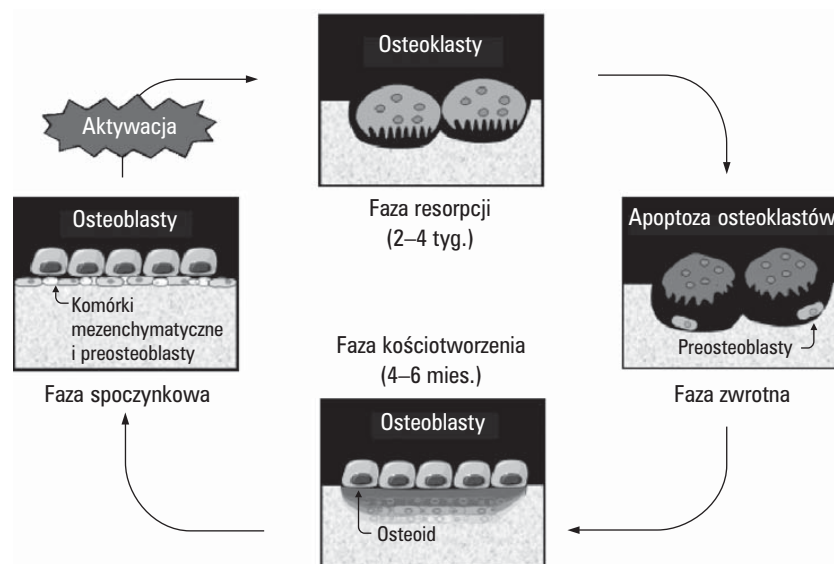 Osteoklasty
Aktywacja
Faza resorpcji
(2–4 tyg.)
Osteoblasty
Komórki
mezenchymatyczne
i preosteoblasty
Faza spoczynkowa
Apoptoza osteoklastów
Preosteoblasty
Faza zwrotna
Faza kościotworzenia
(4–6 mies.)
Osteoblasty
Osteoid